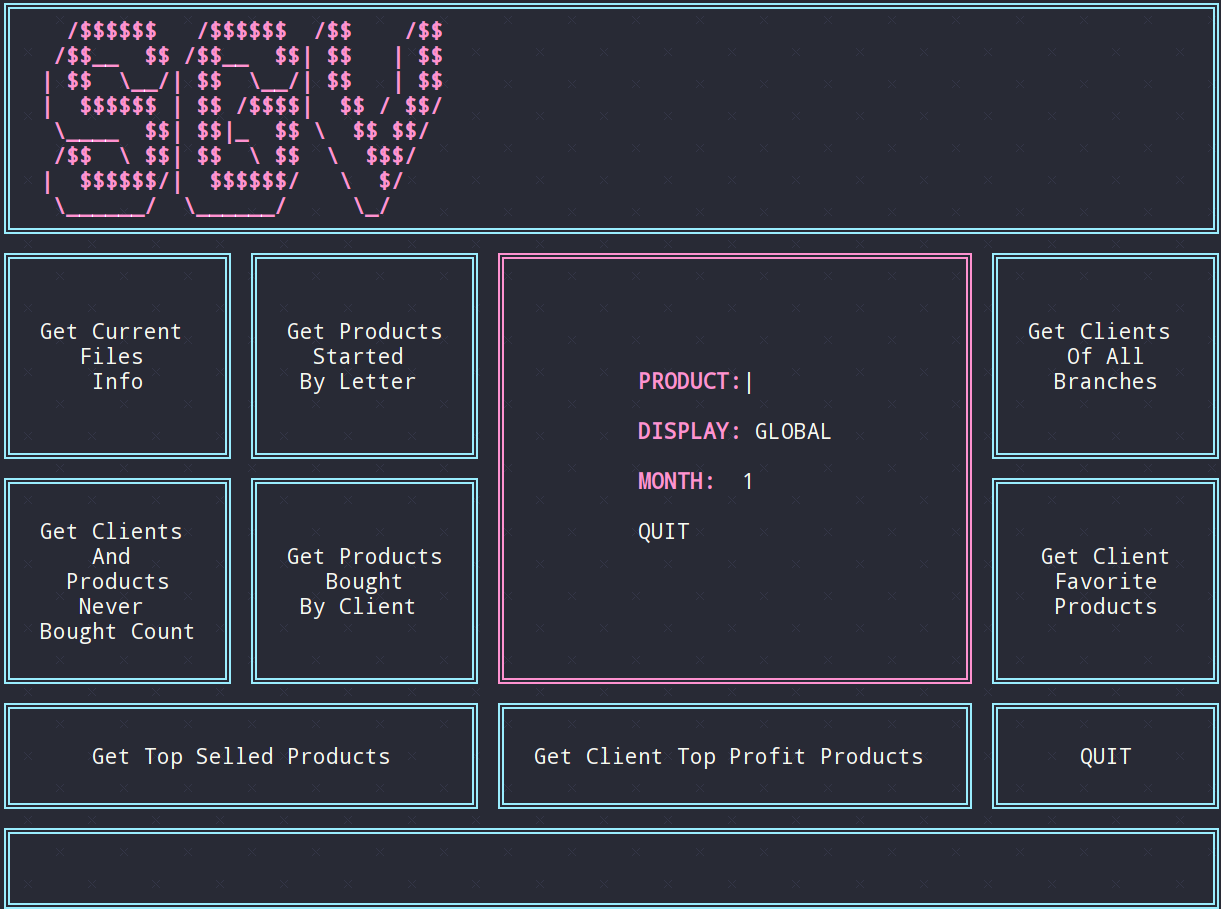 /$$$$$$   /$$$$$$  /$$    /$$
 /$$__  $$ /$$__  $$| $$   | $$
| $$  \__/| $$  \__/| $$   | $$
|  $$$$$$ | $$ /$$$$|  $$ / $$/
 \____  $$| $$|_  $$ \  $$ $$/
 /$$  \ $$| $$  \ $$  \  $$$/
|  $$$$$$/|  $$$$$$/   \  $/
 \______/  \______/     \_/
Get Current
Files
Info
Get Products
Started
By Letter
PRODUCT:|
DISPLAY: GLOBAL
MONTH:  1
QUIT
Get Clients
Of All
Branches
Get Clients
And
Products
Never
Bought Count
Get Products
Bought
By Client
Get Client
Favorite
Products
Get Top Selled Products
Get Client Top Profit Products
QUIT